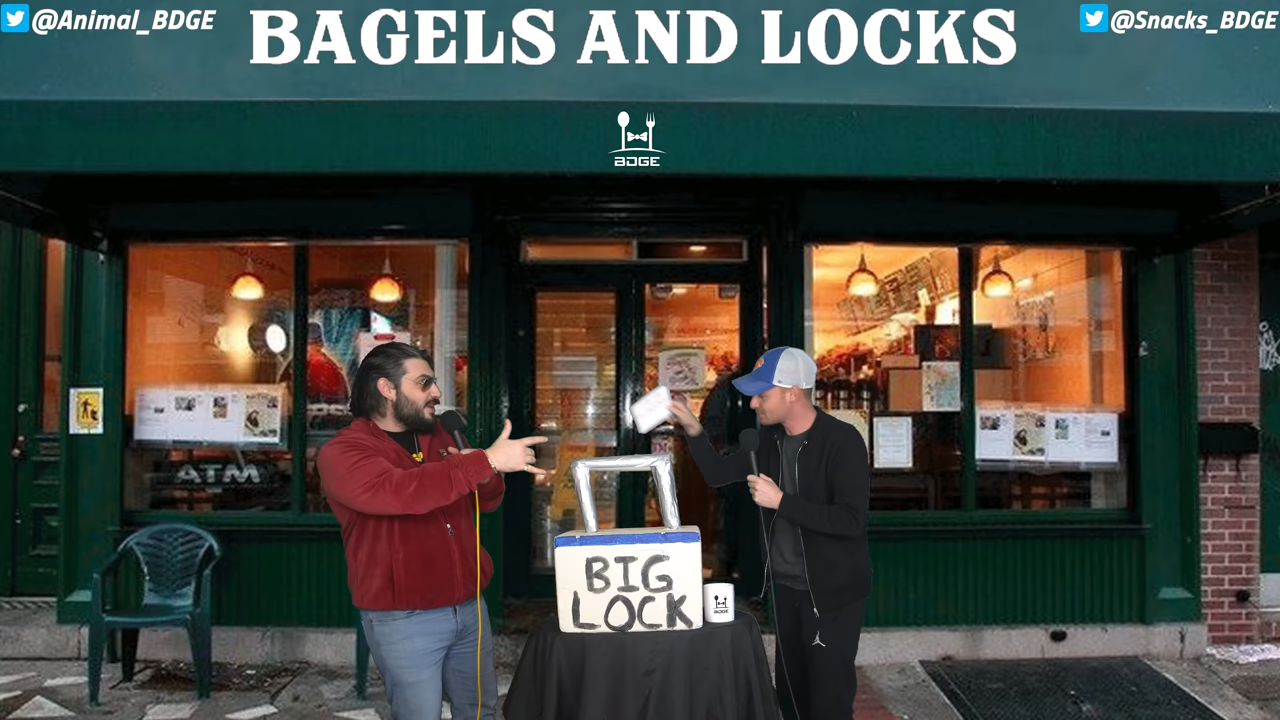 @Animal_BDGE
BAGELS AND LOCKS
@Snacks_BDGE
BDGE
ATM
BIG
LOCK
BDGE